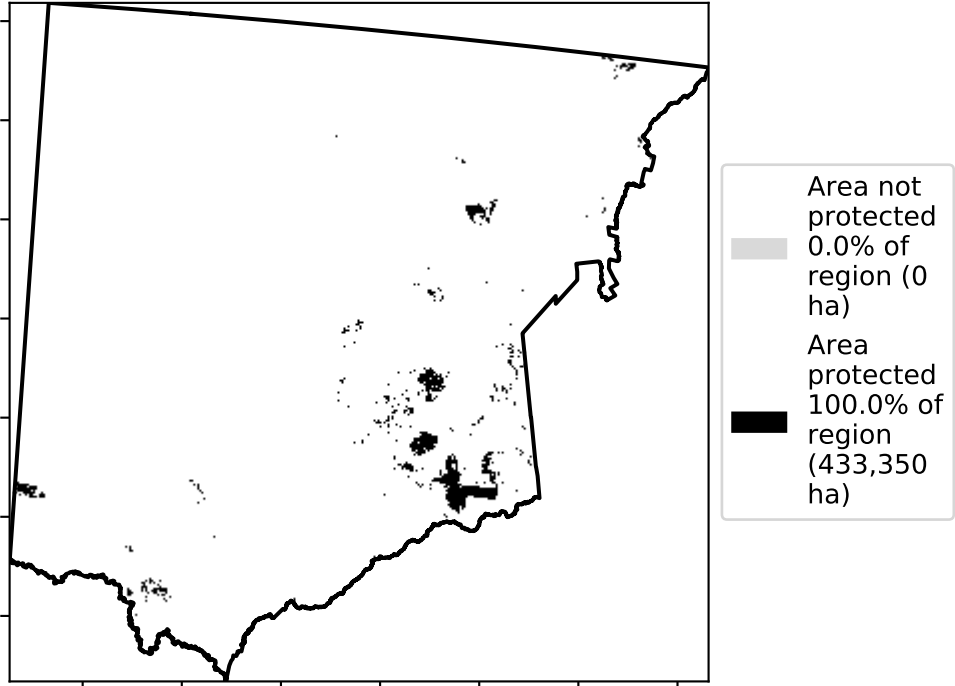 Area not
protected
0.0% of
region (0
ha)
Area
protected
100.0% of
region
(433,350
ha)